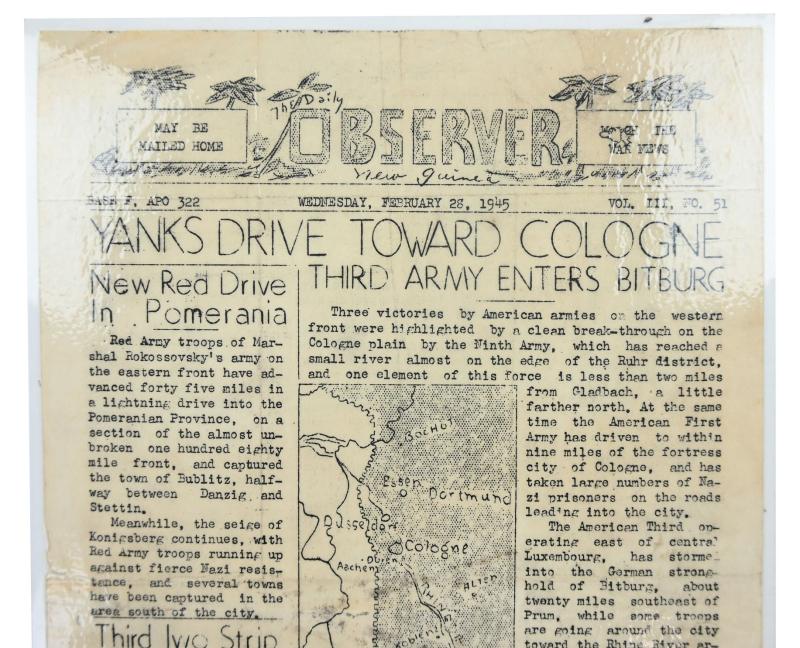 The Daily
OBSERVER
New Guinea
MAY BE
MAILED HOME
THE
WAR NEWS
BASE F, APO 322
WEDNESDAY, FEBRUARY 28, 1945
VOL. III, NO. 51
YANKS DRIVE TOWARD COLOGNE
New Red Drive
In Pomerania
Red Army troops of Mar-
shal Rokossovsky's army on
the eastern front have ad-
vanced forty five miles in
a lightning drive into the
Pomeranian Province, on a
section of the almost un-
broken one hundred eighty
mile front, and captured
the town of Bublitz, half-
way between Danzig and
Stettin.
Meanwhile, the seige of
Konigsberg continues, with
Red Army troops running up
against fierce Nazi resis-
tance, and several towns
have been captured in the
area south of the city.
Third Iwo Strip
THIRD ARMY ENTERS BITBURG
Three victories by American armies on the western
front were highlighted by a clean break-through on the
Cologne plain by the Ninth Army, which has reached a
small river almost on the edge of the Ruhr district,
and one element of this force is less than two miles
from Gladbach, a little
farther north. At the same
time the American First
Army has driven to within
nine miles of the fortress
city of Cologne, and has
taken large numbers of Na-
zi prisoners on the roads
leading into the city.
The American Third op-
erating east of central
Luxembourg, has storme
into the German strong-
hold of Bitburg, about
twenty miles southeast of
Prum, while some troops
are going around the city
toward the Rhine River ar-
Bocholt
Essen
Dortmund
Dusseldorf
Cologne
Duren
Aachen